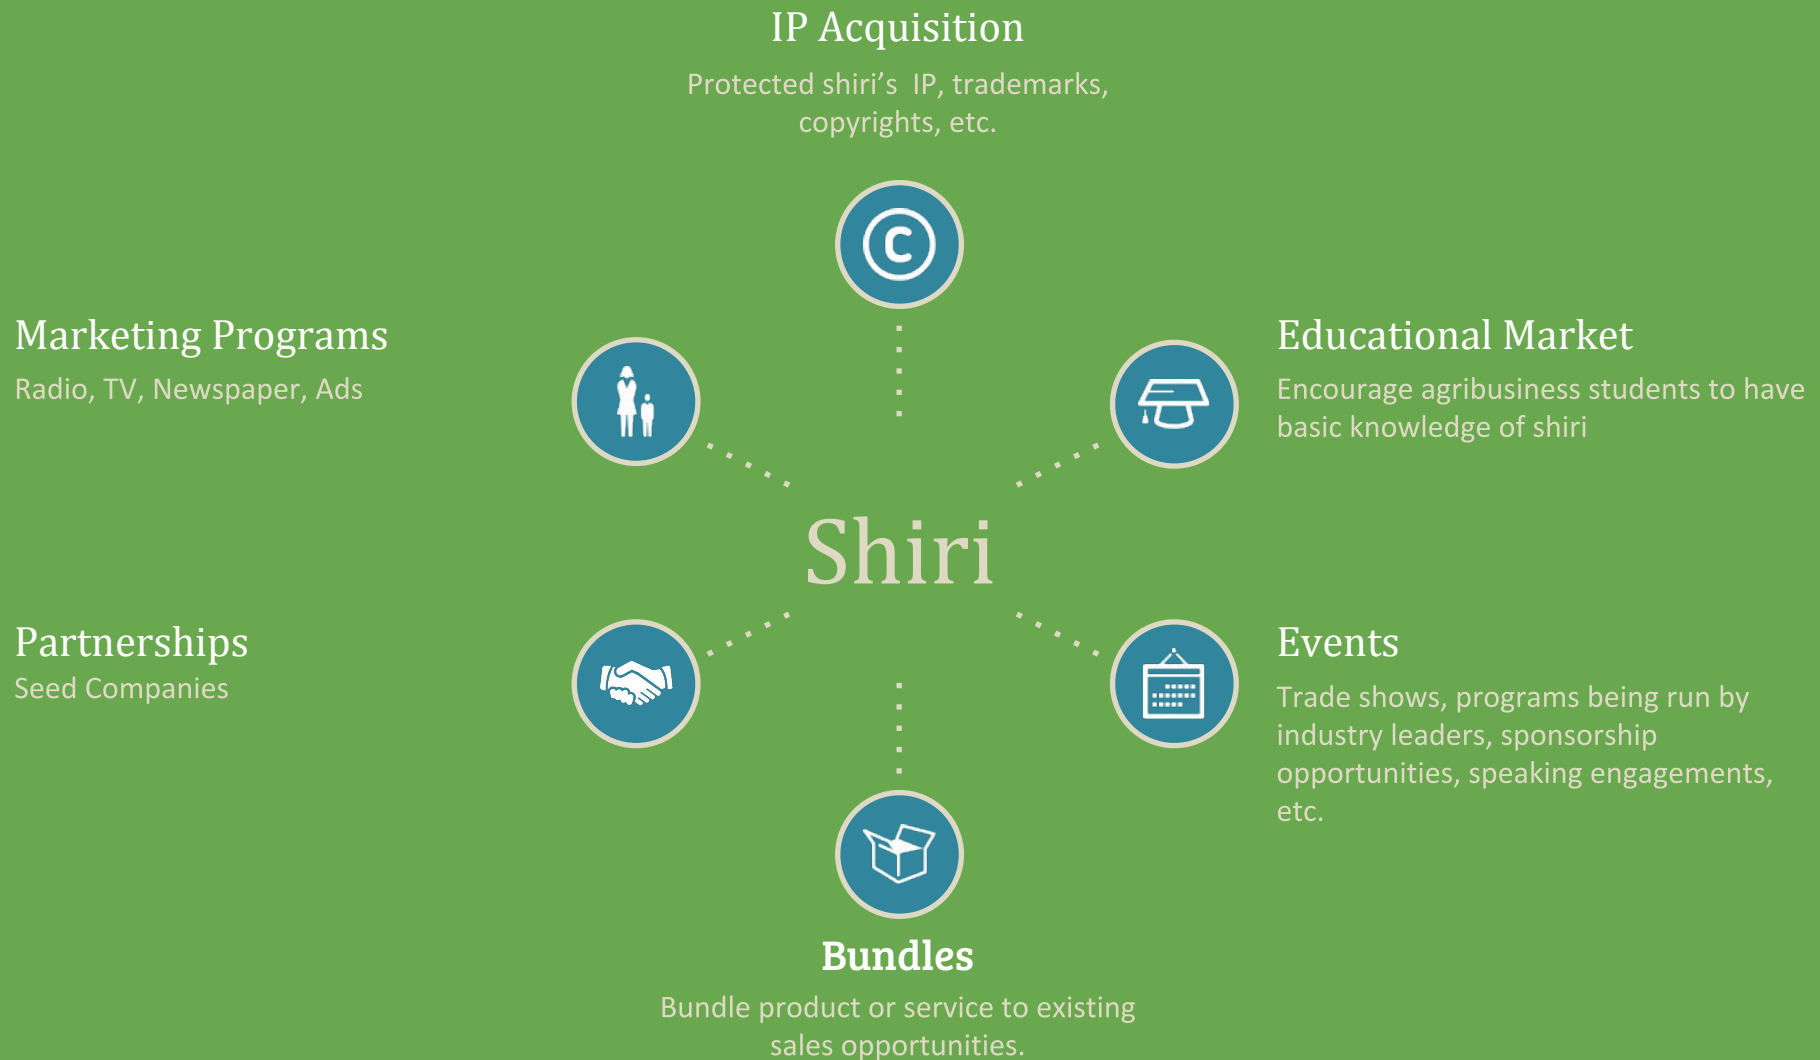 IP Acquisition
Protected shiri’s  IP, trademarks,
copyrights, etc.
Marketing Programs
Radio, TV, Newspaper, Ads
Educational Market
Encourage agribusiness students to have
basic knowledge of shiri
Shiri
Partnerships
Seed Companies
Events
Trade shows, programs being run by
industry leaders, sponsorship
opportunities, speaking engagements,
etc.
Bundles
Bundle product or service to existing
sales opportunities.